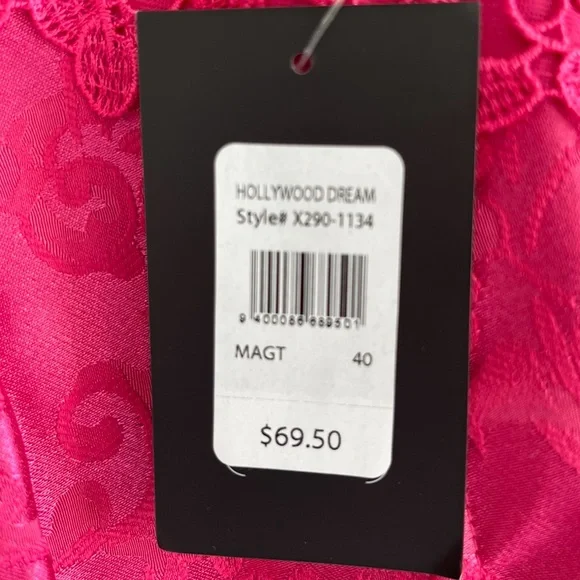 HOLLYWOOD DREAM
Style# X290-1134
9 400086 689501
MAGT 40
$69.50